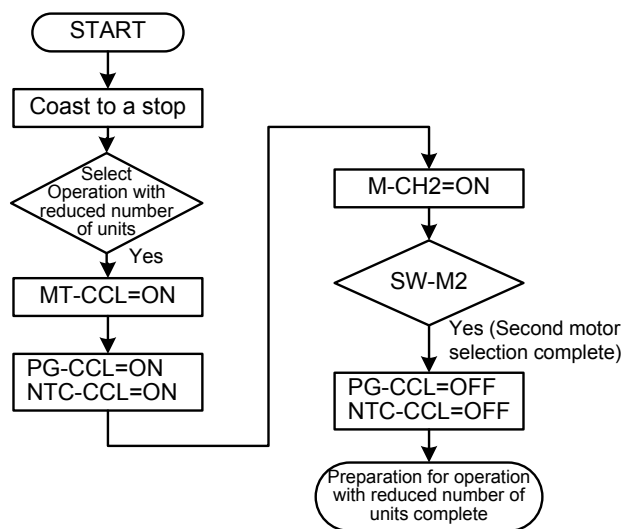 START
Coast to a stop
Select
Operation with
reduced number
of units
Yes
MT-CCL=ON
PG-CCL=ON
NTC-CCL=ON
M-CH2=ON
SW-M2
Yes (Second motor
selection complete)
PG-CCL=OFF
NTC-CCL=OFF
Preparation for operation
with reduced number of
units complete